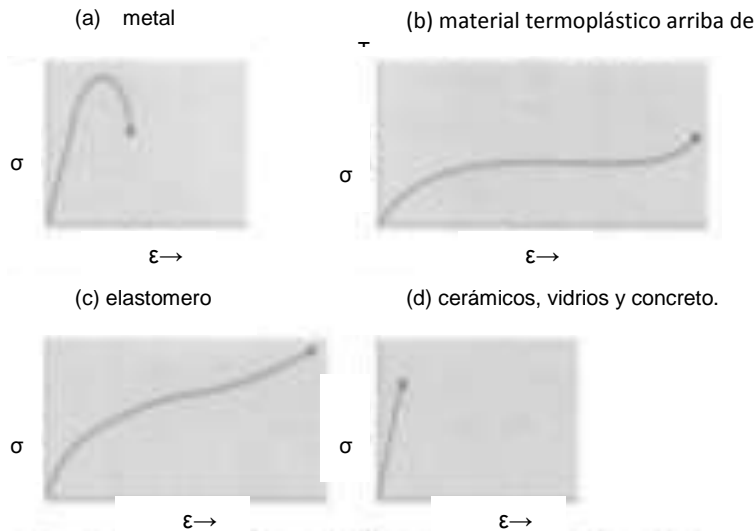 (a) metal
(b) material termoplástico arriba de
σ
σ
ε→
ε→
(c) elastomero
(d) cerámicos, vidrios y concreto.
σ
σ
ε→
ε→